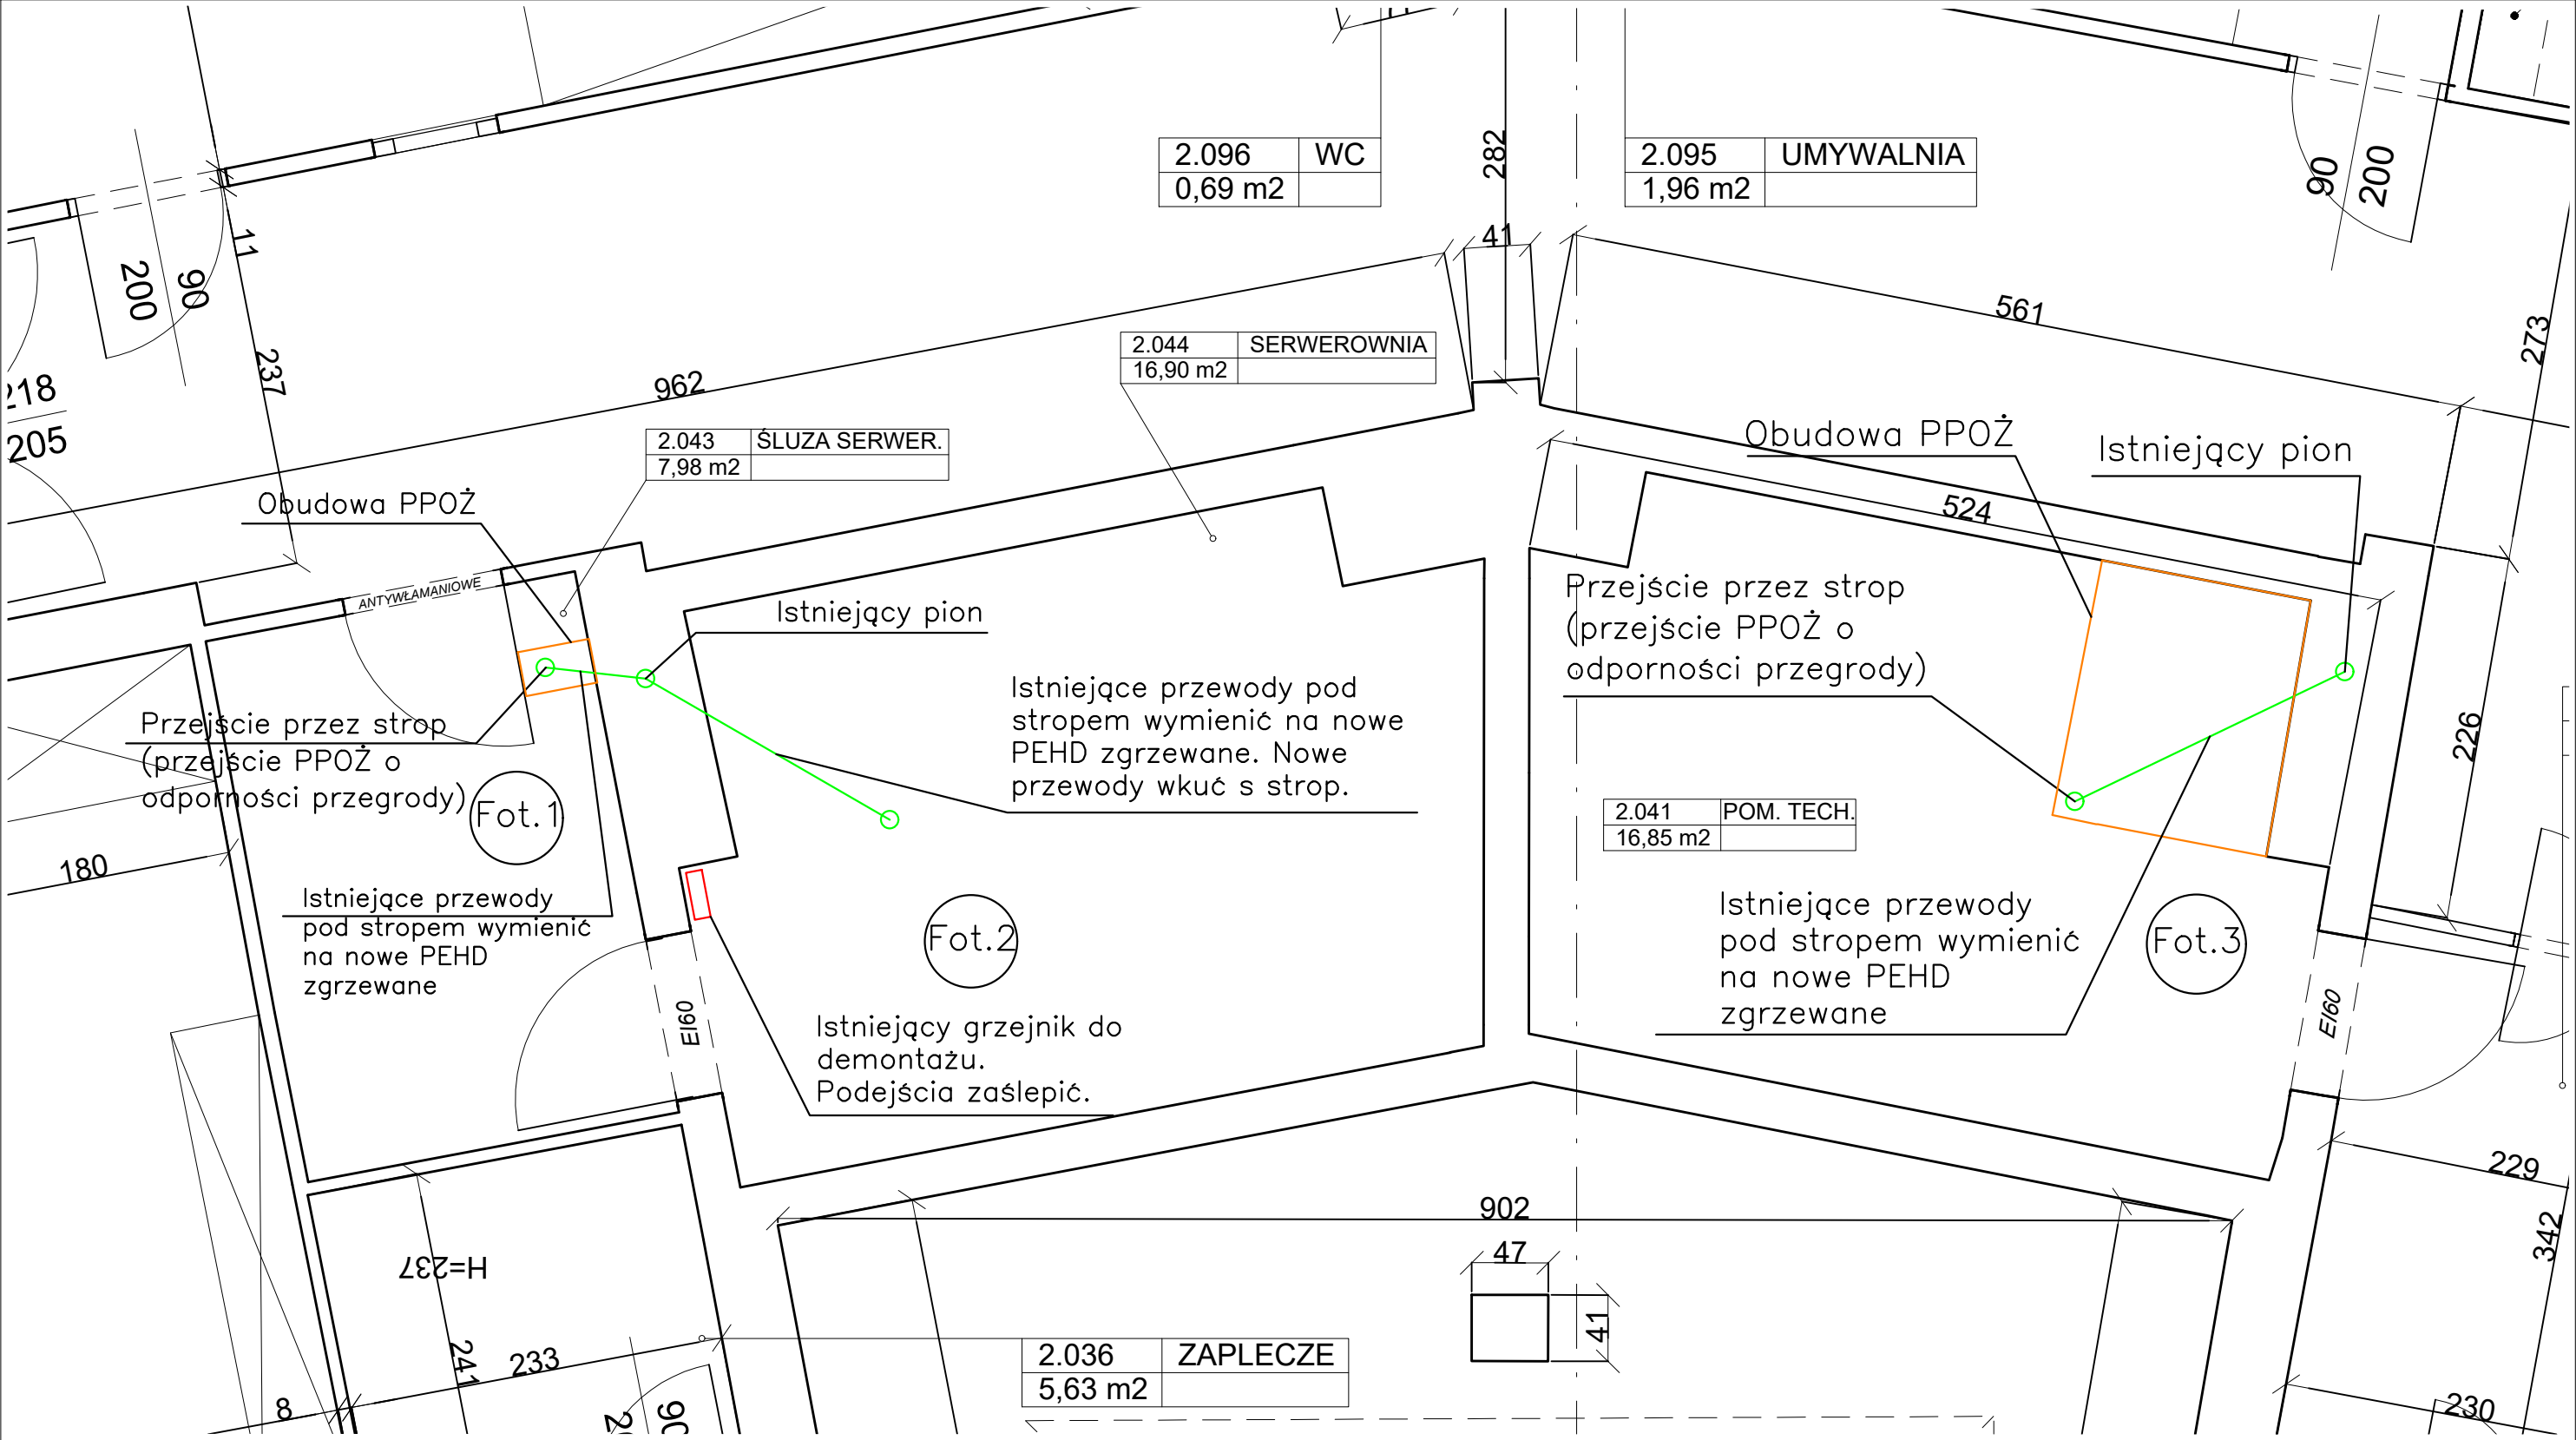 2.096 WC
0,69 m2
282
2.095 UMYWALNIA
1,96 m2
90
200
11
200
90
41
561
273
237
962
2.044 SERWEROWNIA
16,90 m2
218
205
2.043 ŚLUZA SERWER.
7,98 m2
Obudowa PPOŻ
Istniejący pion
Obudowa PPOŻ
524
ANTYWŁAMANIOWE
Istniejący pion
Przejście przez strop
(przejście PPOŻ o
odporności przegrody)
Istniejące przewody pod
stropem wymienić na nowe
PEHD zgrzewane. Nowe
przewody wkuć s strop.
Przejście przez strop
(przejście PPOŻ o
odporności przegrody)
226
Fot.1
2.041 POM. TECH.
16,85 m2
180
Istniejące przewody
pod stropem wymienić
na nowe PEHD
zgrzewane
Fot.2
Istniejące przewody
pod stropem wymienić
na nowe PEHD
zgrzewane
Fot.3
EI60
EI60
Istniejący grzejnik do
demontażu.
Podejścia zaślepić.
229
902
342
H=237
47
41
241
233
2.036 ZAPLECZE
5,63 m2
8
90
230